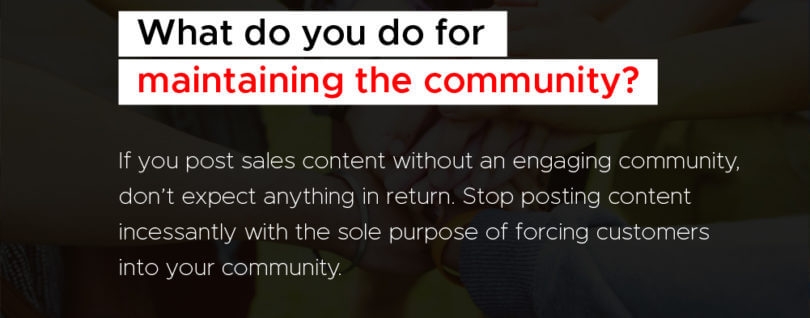 What do you do for
maintaining the community?
If you post sales content without an engaging community,
don’t expect anything in return. Stop posting content
incessantly with the sole purpose of forcing customers
into your community.